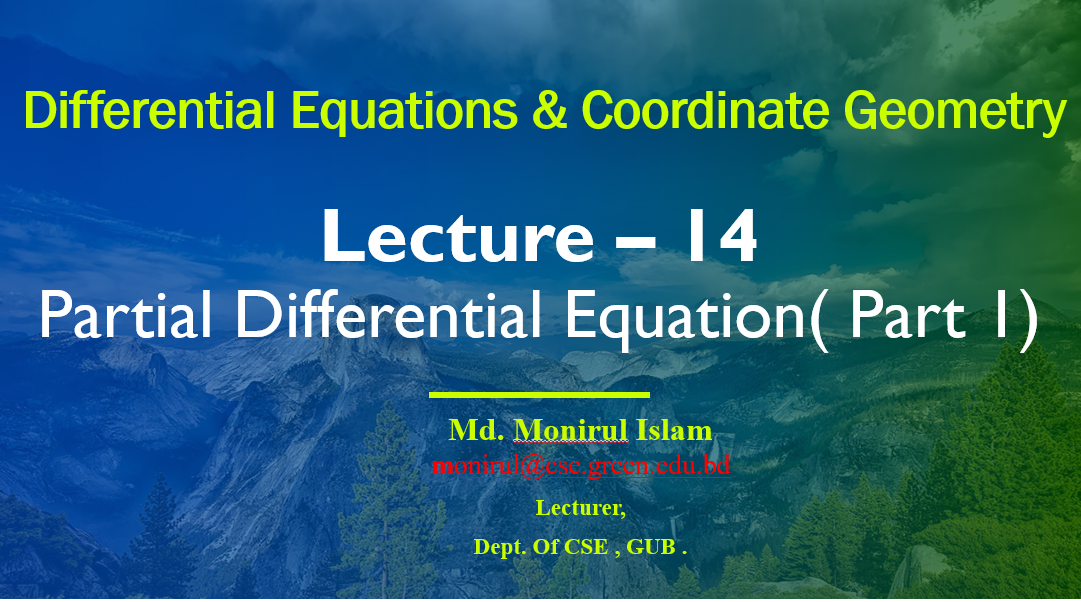 Differential Equations & Coordinate Geometry
Lecture – 14
Partial Differential Equation( Part 1)
Md. Monirul Islam
monirul@cse.green.edu.bd
Lecturer,
Dept. Of CSE , GUB .